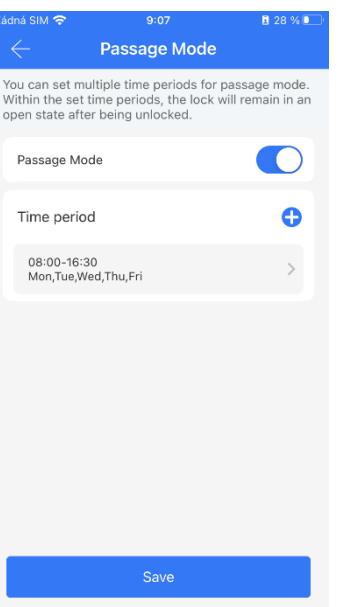 žádná SIM 9:07 28 %
Passage Mode
You can set multiple time periods for passage mode.
Within the set time periods, the lock will remain in an
open state after being unlocked.
Passage Mode
Time period
08:00-16:30
Mon,Tue,Wed,Thu,Fri
Save